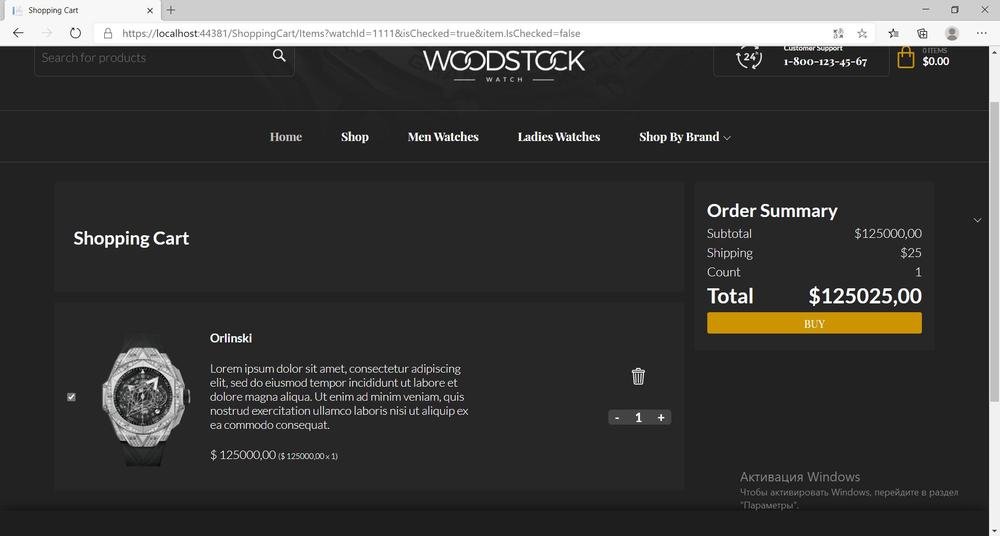 Shopping Cart
https://localhost:44381/ShoppingCart/Items?watchId=1111&isChecked=true&item.IsChecked=false
Search for products
WOODSTOCK
WATCH
24h
Customer Support
1-800-123-45-67
0 ITEMS
$0.00
Home
Shop
Men Watches
Ladies Watches
Shop By Brand
Shopping Cart
Order Summary
Subtotal $125000,00
Shipping $25
Count 1
Total $125025,00
BUY
Orlinski
Lorem ipsum dolor sit amet, consectetur adipiscing
elit, sed do eiusmod tempor incididunt ut labore et
dolore magna aliqua. Ut enim ad minim veniam, quis
nostrud exercitation ullamco laboris nisi ut aliquip ex
ea commodo consequat.
$ 125000,00 ($ 125000,00 x 1)
- 1 +
Активация Windows
Чтобы активировать Windows, перейдите в раздел
"Параметры".